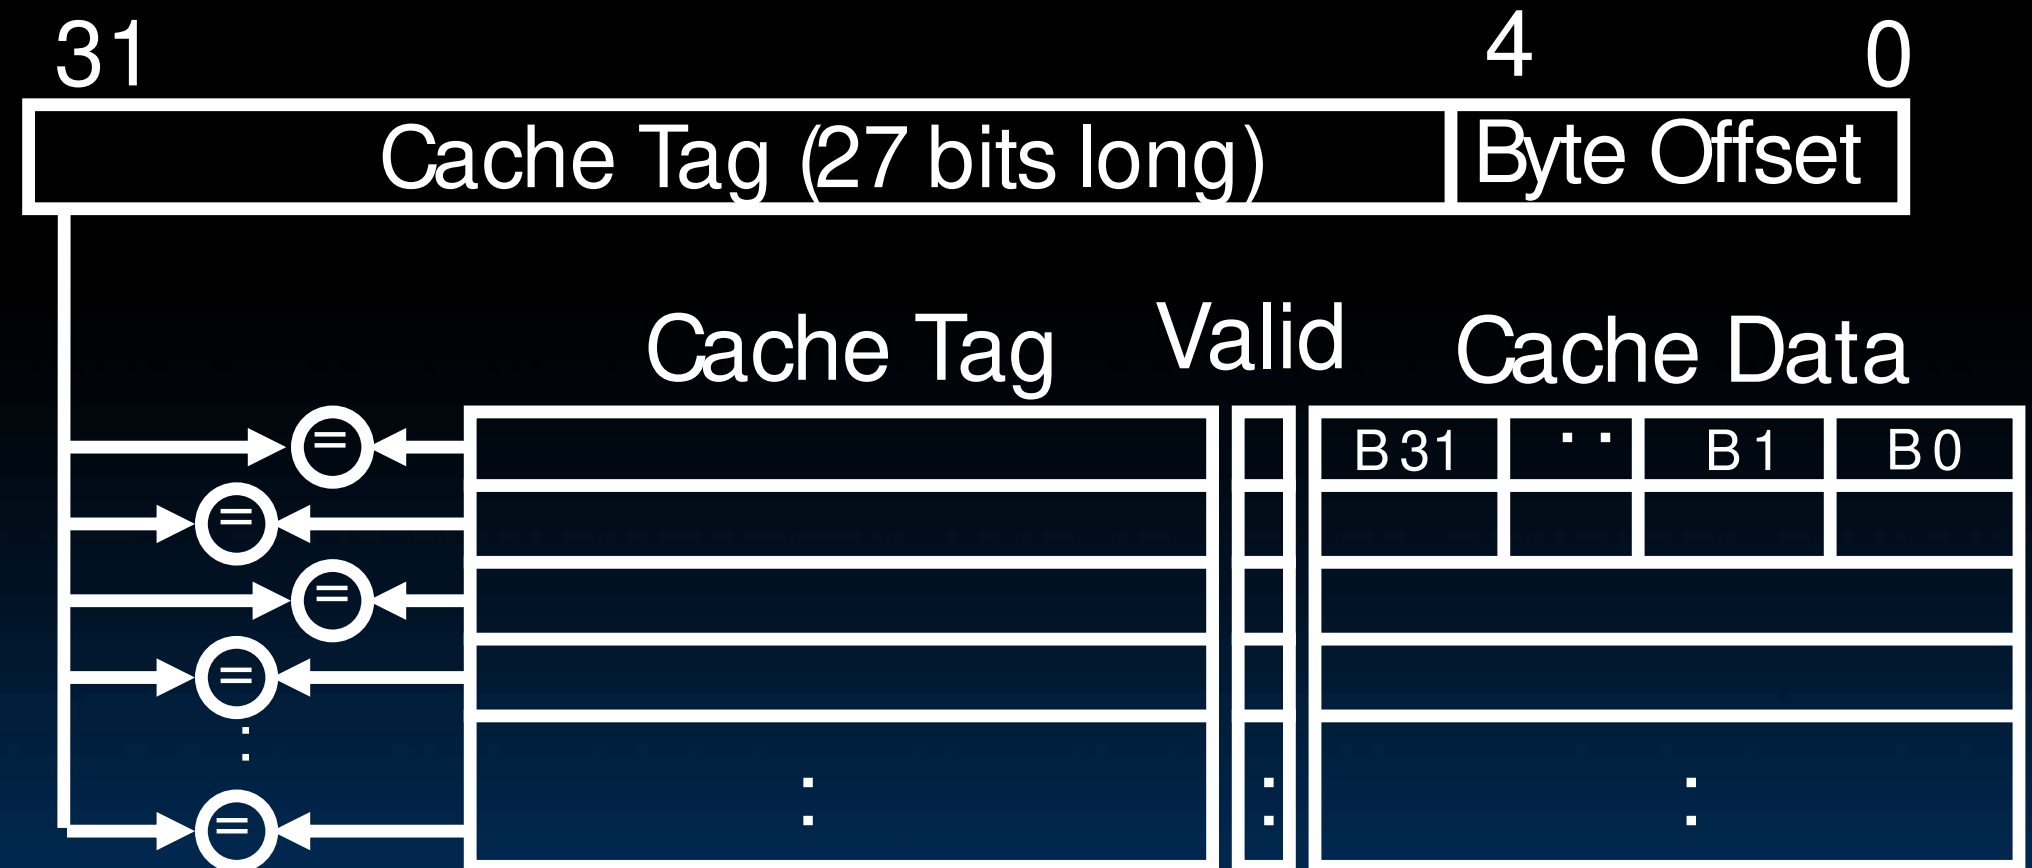 31 4 0
Cache Tag (27 bits long) Byte Offset
Cache Tag Valid Cache Data
= B 31 . . B 1 B 0
=
=
=
:
: : :
=